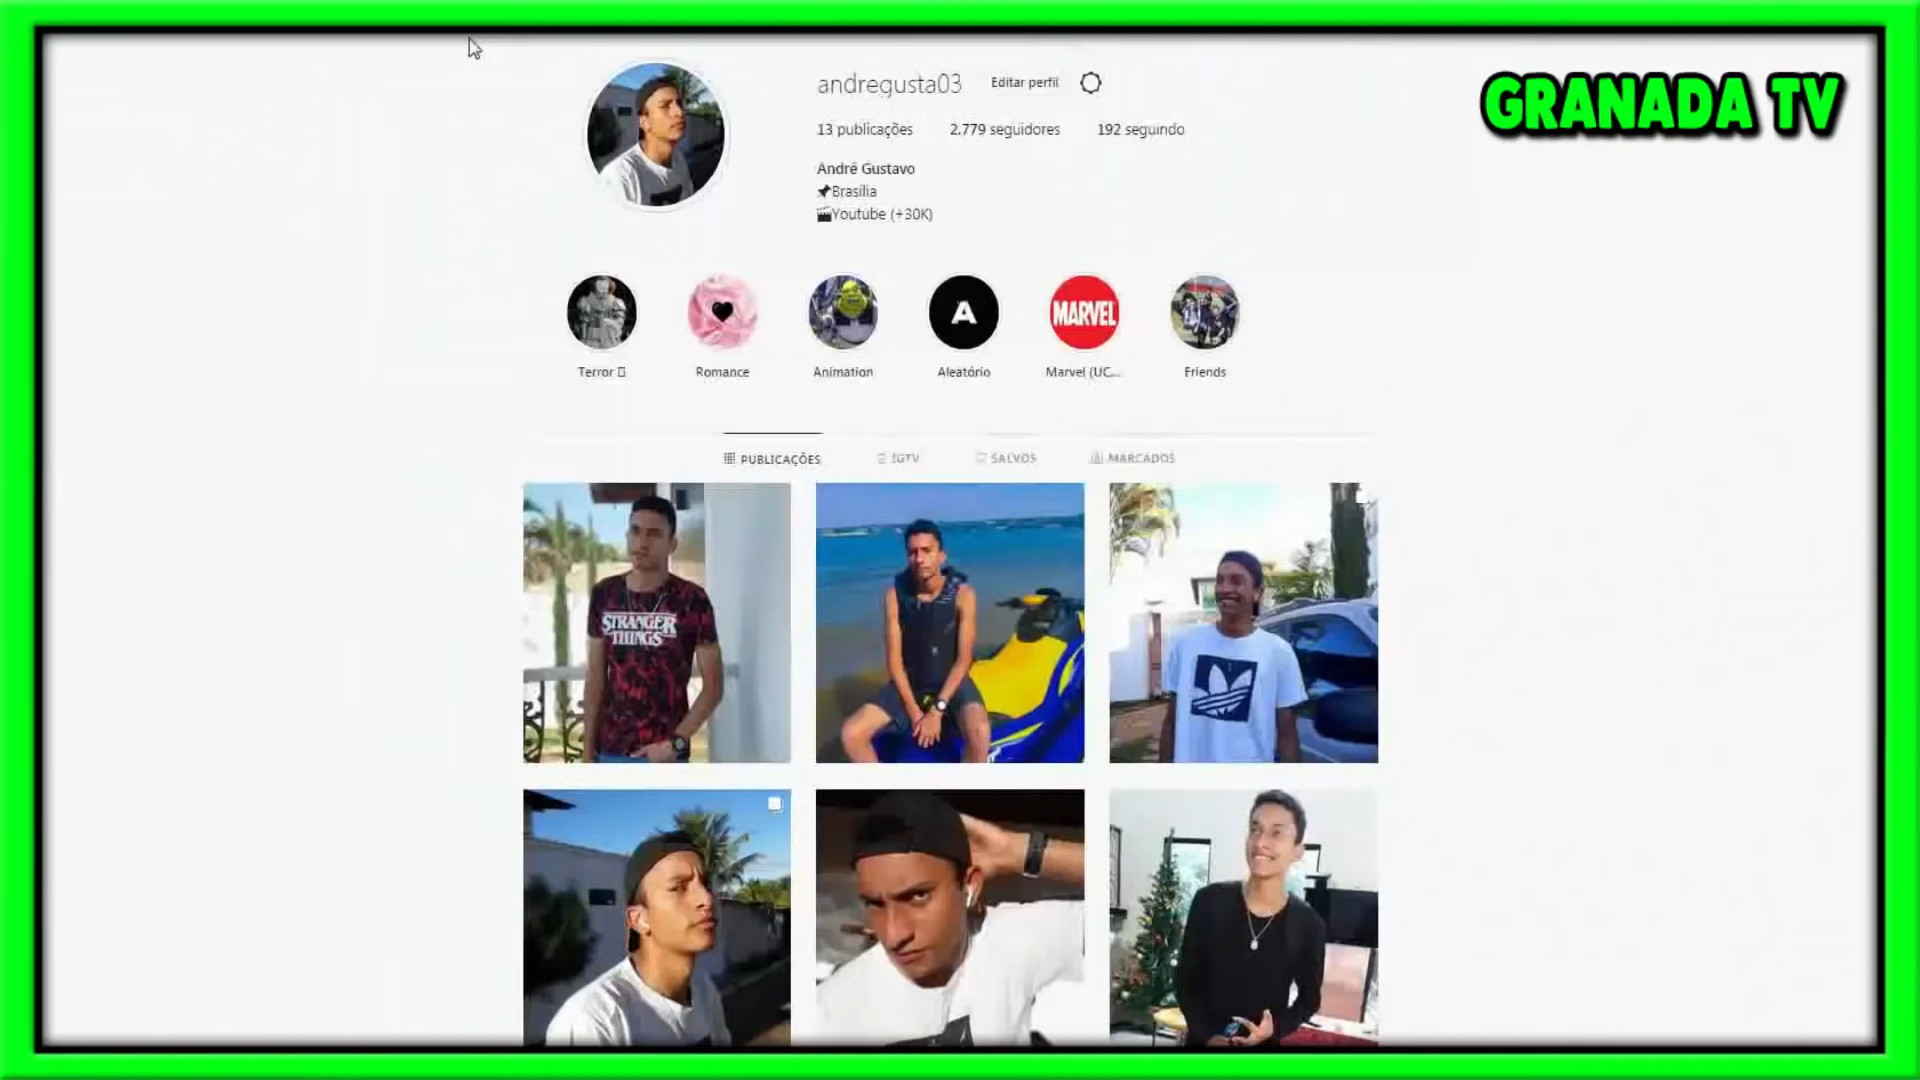 GRANADA TV
andregusta03 Editar perfil
13 publicações 2.779 seguidores 192 seguindo
André Gustavo
Brasília
Youtube (+30K)
A
MARVEL
Terror Romance Animation Aleatório Marvel (UC... Friends
PUBLICAÇÕES IGTV SALVOS MARCADOS
STRANGER
THINGS